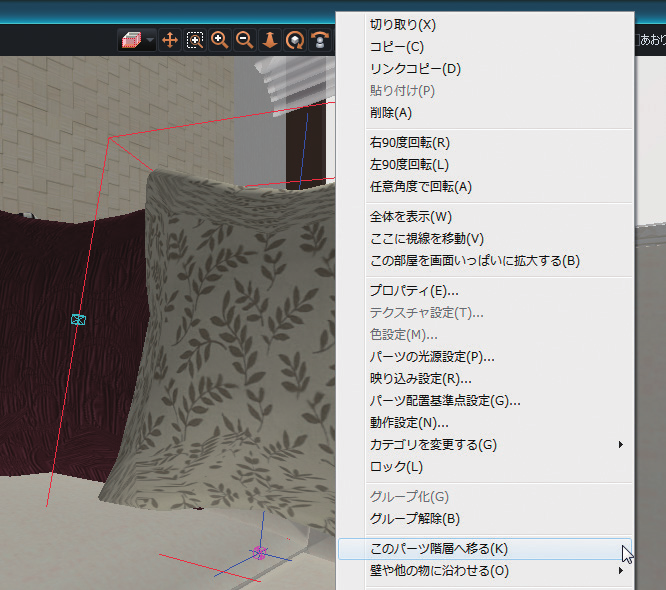 あおり
切り取り(X)
コピー(C)
リンクコピー(D)
貼り付け(P)
削除(A)
右90度回転(R)
左90度回転(L)
任意角度で回転(A)
全体を表示(W)
ここに視線を移動(V)
この部屋を画面いっぱいに拡大する(B)
プロパティ(E)...
テクスチャ設定(T)...
色設定(M)...
パーツの光源設定(P)...
映り込み設定(R)...
パーツ配置基準点設定(G)...
動作設定(N)...
カテゴリを変更する(G)
ロック(L)
グループ化(G)
グループ解除(B)
このパーツ階層へ移る(K)
壁や他の物に沿わせる(O)